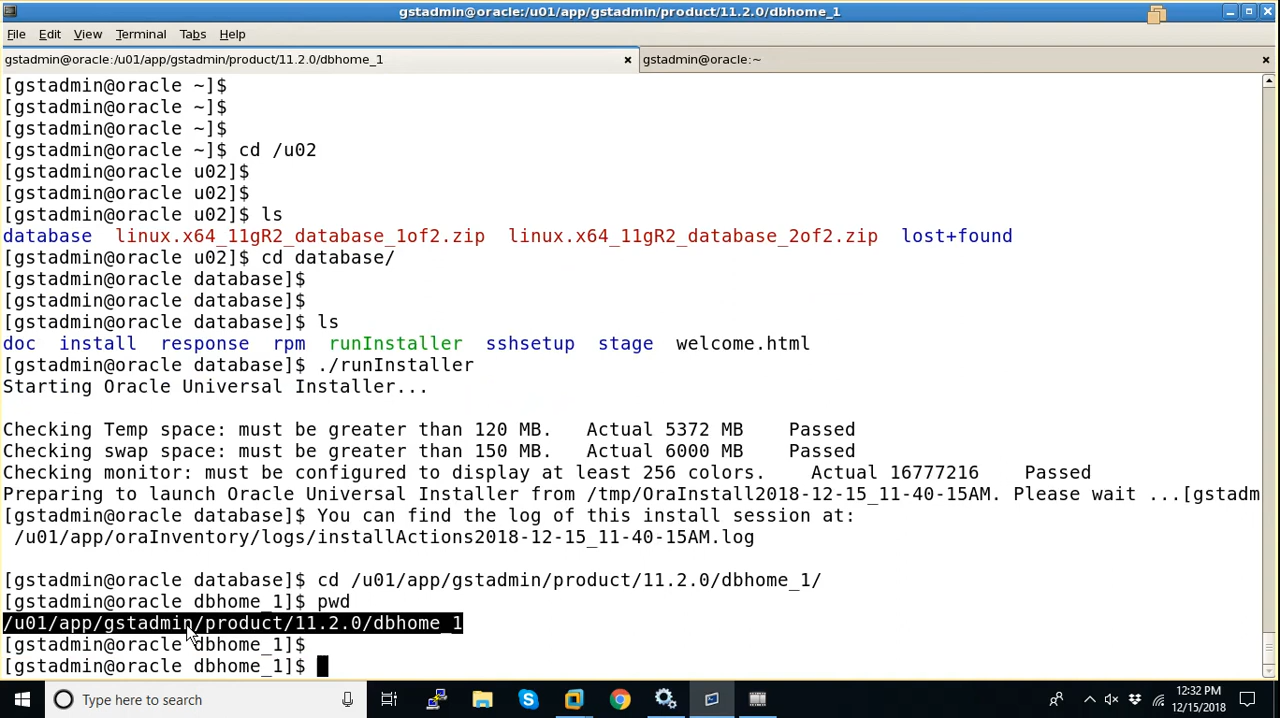 gstadmin@oracle:/u01/app/gstadmin/product/11.2.0/dbhome_1
File Edit View Terminal Tabs Help
gstadmin@oracle:/u01/app/gstadmin/product/11.2.0/dbhome_1 gstadmin@oracle:~
[gstadmin@oracle ~]$
[gstadmin@oracle ~]$
[gstadmin@oracle ~]$
[gstadmin@oracle ~]$ cd /u02
[gstadmin@oracle u02]$
[gstadmin@oracle u02]$
[gstadmin@oracle u02]$ ls
database linux.x64_11gR2_database_1of2.zip linux.x64_11gR2_database_2of2.zip lost+found
[gstadmin@oracle u02]$ cd database/
[gstadmin@oracle database]$
[gstadmin@oracle database]$
[gstadmin@oracle database]$ ls
doc install response rpm runInstaller sshsetup stage welcome.html
[gstadmin@oracle database]$ ./runInstaller
Starting Oracle Universal Installer...
Checking Temp space: must be greater than 120 MB. Actual 5372 MB Passed
Checking swap space: must be greater than 150 MB. Actual 6000 MB Passed
Checking monitor: must be configured to display at least 256 colors. Actual 16777216 Passed
Preparing to launch Oracle Universal Installer from /tmp/OraInstall2018-12-15_11-40-15AM. Please wait ...[gstadm
[gstadmin@oracle database]$ You can find the log of this install session at:
/u01/app/oraInventory/logs/installActions2018-12-15_11-40-15AM.log
[gstadmin@oracle database]$ cd /u01/app/gstadmin/product/11.2.0/dbhome_1/
[gstadmin@oracle dbhome_1]$ pwd
/u01/app/gstadmin/product/11.2.0/dbhome_1
[gstadmin@oracle dbhome_1]$
[gstadmin@oracle dbhome_1]$
Type here to search
12:32 PM
12/15/2018